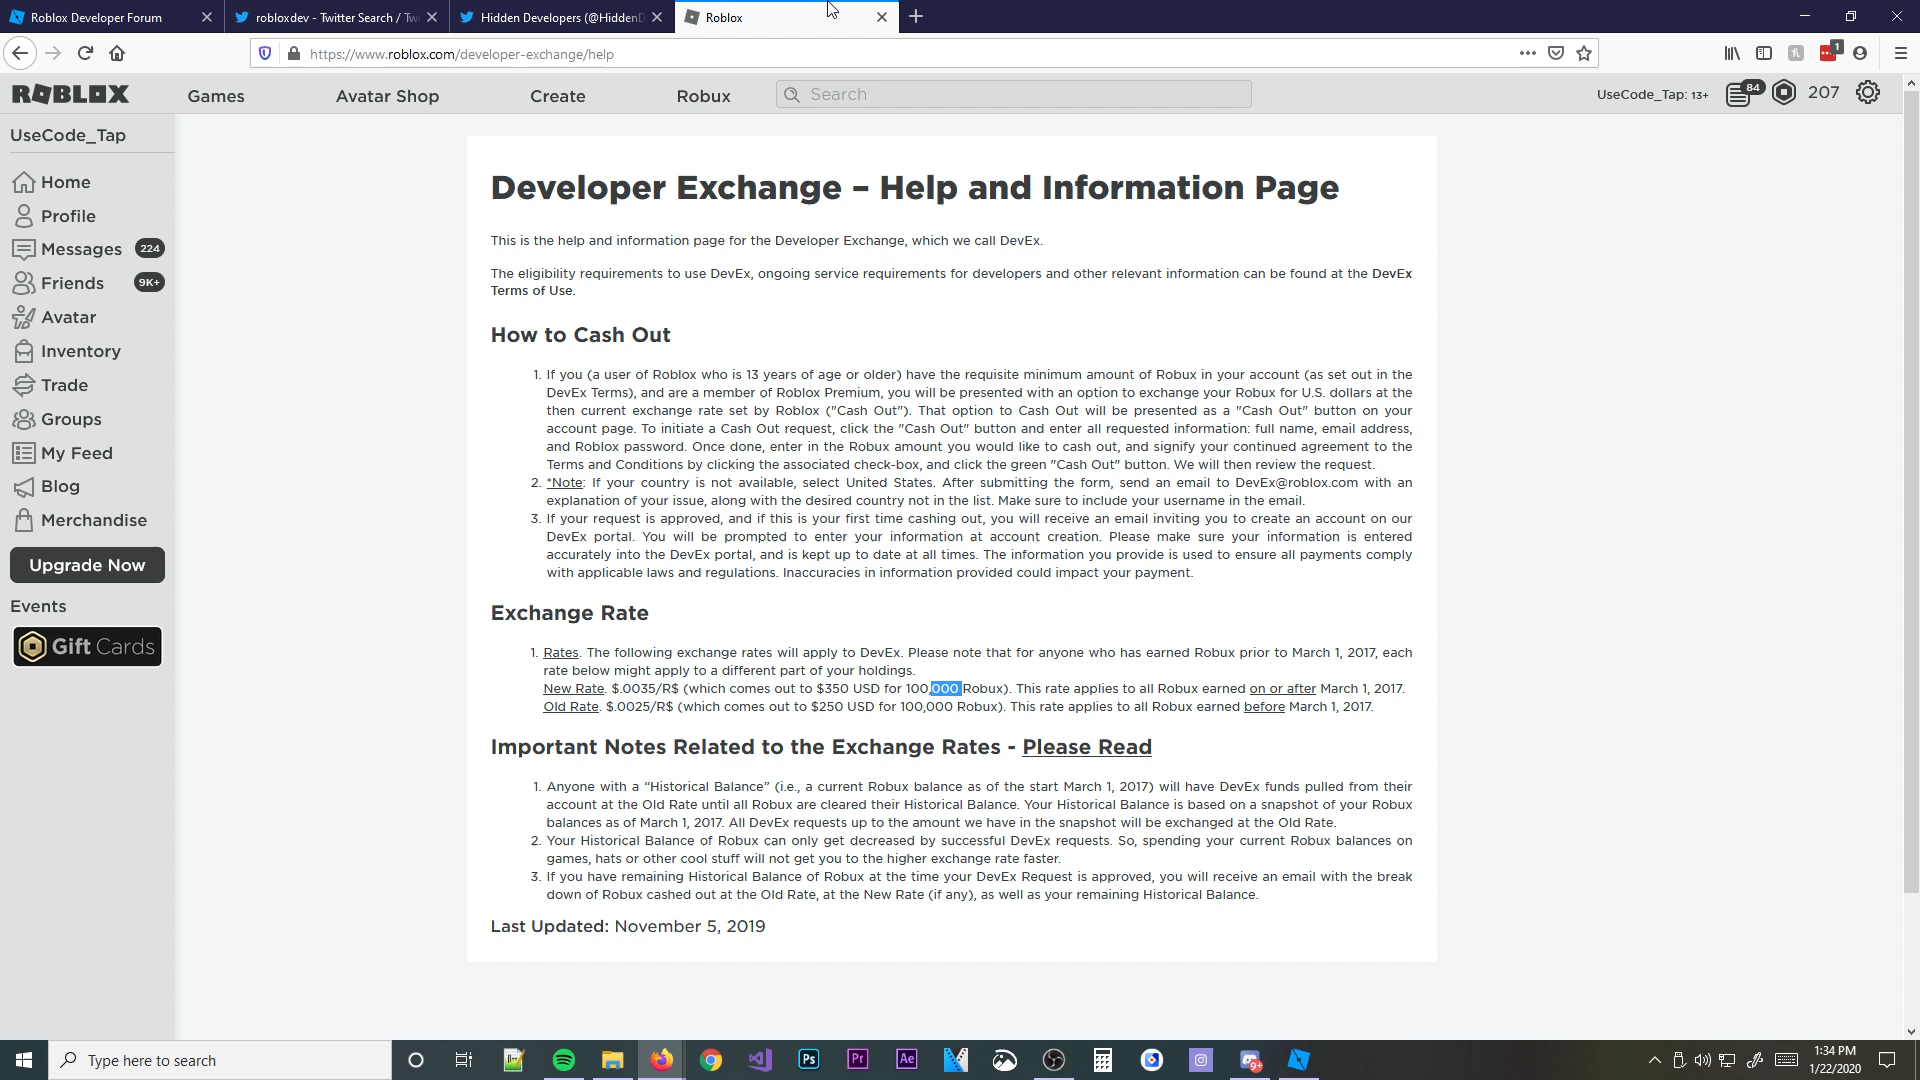 Roblox Developer Forum
robloxdev - Twitter Search / Tw
Hidden Developers (@HiddenD
Roblox
https://www.roblox.com/developer-exchange/help
1
ROBLOX
Games
Avatar Shop
Create
Robux
Search
UseCode_Tap: 13+
84
207
UseCode_Tap
Home
Profile
Messages
224
Friends
9K+
Avatar
Inventory
Trade
Groups
My Feed
Blog
Merchandise
Upgrade Now
Events
Gift Cards
Developer Exchange – Help and Information Page
This is the help and information page for the Developer Exchange, which we call DevEx.
The eligibility requirements to use DevEx, ongoing service requirements for developers and other relevant information can be found at the DevEx
Terms of Use.
How to Cash Out
1. If you (a user of Roblox who is 13 years of age or older) have the requisite minimum amount of Robux in your account (as set out in the
DevEx Terms), and are a member of Roblox Premium, you will be presented with an option to exchange your Robux for U.S. dollars at the
then current exchange rate set by Roblox ("Cash Out"). That option to Cash Out will be presented as a "Cash Out" button on your
account page. To initiate a Cash Out request, click the "Cash Out" button and enter all requested information: full name, email address,
and Roblox password. Once done, enter in the Robux amount you would like to cash out, and signify your continued agreement to the
Terms and Conditions by clicking the associated check-box, and click the green "Cash Out" button. We will then review the request.
2. *Note: If your country is not available, select United States. After submitting the form, send an email to DevEx@roblox.com with an
explanation of your issue, along with the desired country not in the list. Make sure to include your username in the email.
3. If your request is approved, and if this is your first time cashing out, you will receive an email inviting you to create an account on our
DevEx portal. You will be prompted to enter your information at account creation. Please make sure your information is entered
accurately into the DevEx portal, and is kept up to date at all times. The information you provide is used to ensure all payments comply
with applicable laws and regulations. Inaccuracies in information provided could impact your payment.
Exchange Rate
1. Rates. The following exchange rates will apply to DevEx. Please note that for anyone who has earned Robux prior to March 1, 2017, each
rate below might apply to a different part of your holdings.
New Rate. $.0035/R$ (which comes out to $350 USD for 100,000 Robux). This rate applies to all Robux earned on or after March 1, 2017.
Old Rate. $.0025/R$ (which comes out to $250 USD for 100,000 Robux). This rate applies to all Robux earned before March 1, 2017.
Important Notes Related to the Exchange Rates - Please Read
1. Anyone with a “Historical Balance” (i.e., a current Robux balance as of the start March 1, 2017) will have DevEx funds pulled from their
account at the Old Rate until all Robux are cleared their Historical Balance. Your Historical Balance is based on a snapshot of your Robux
balances as of March 1, 2017. All DevEx requests up to the amount we have in the snapshot will be exchanged at the Old Rate.
2. Your Historical Balance of Robux can only get decreased by successful DevEx requests. So, spending your current Robux balances on
games, hats or other cool stuff will not get you to the higher exchange rate faster.
3. If you have remaining Historical Balance of Robux at the time your DevEx Request is approved, you will receive an email with the break
down of Robux cashed out at the Old Rate, at the New Rate (if any), as well as your remaining Historical Balance.
Last Updated: November 5, 2019
Type here to search
Ps
Pr
Ae
9+
1:34 PM
1/22/2020